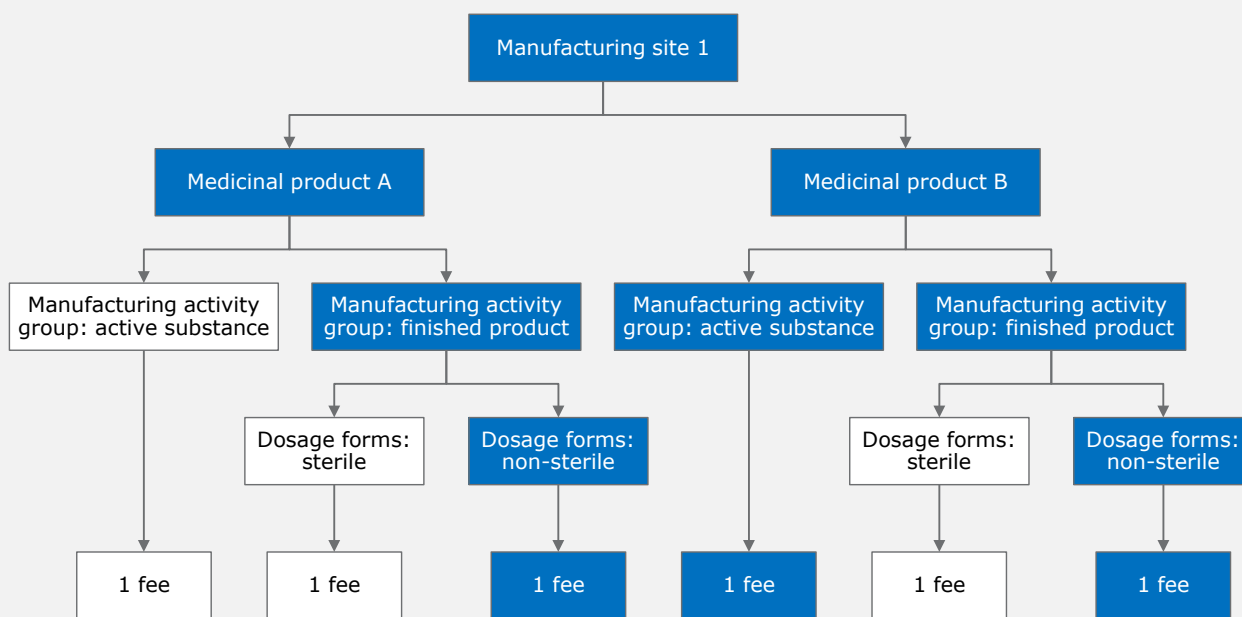 Manufacturing site 1
Medicinal product A
Medicinal product B
Manufacturing activity
group: active substance
Manufacturing activity
group: finished product
Manufacturing activity
group: active substance
Manufacturing activity
group: finished product
Dosage forms:
sterile
Dosage forms:
non-sterile
Dosage forms:
sterile
Dosage forms:
non-sterile
1 fee
1 fee
1 fee
1 fee
1 fee
1 fee